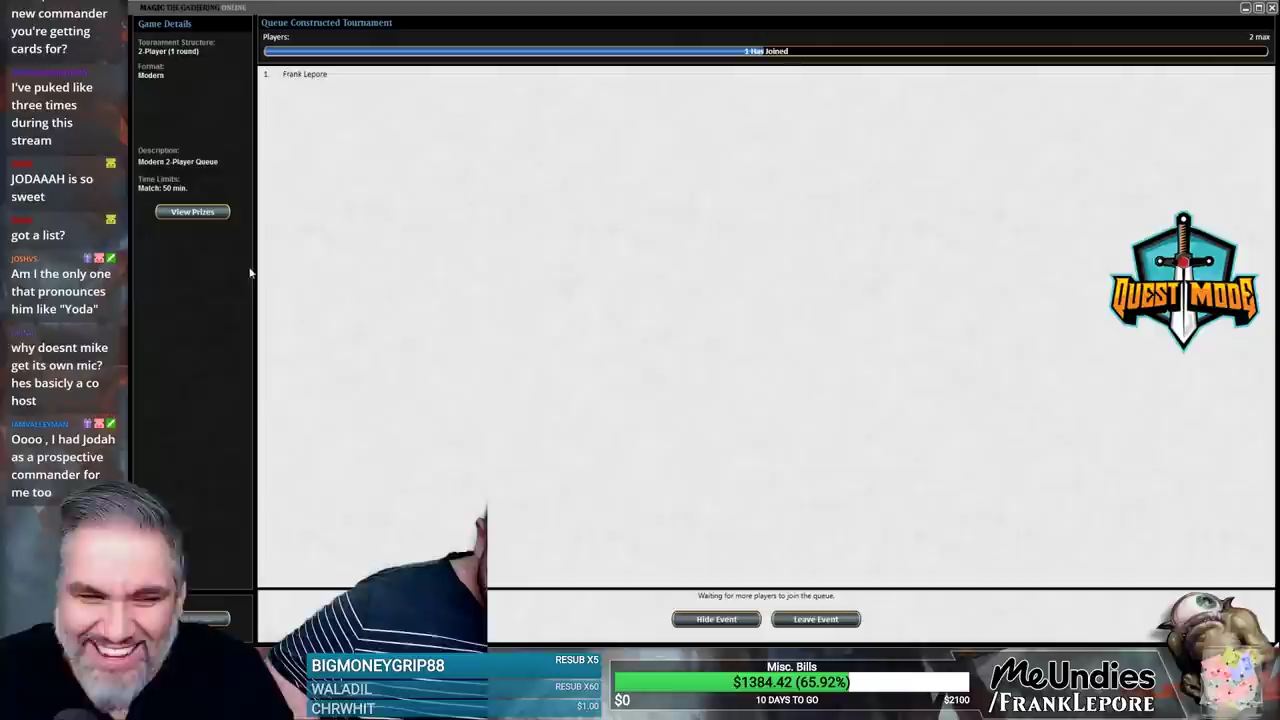 new commander
you're getting
cards for?
I've puked like
three times
during this
stream
JODAAAH is so
sweet
got a list?
JOSHVS
Am I the only one
that pronounces
him like "Yoda"
why doesnt mike
get its own mic?
hes basicly a co
host
IAMVALLEYMAN
Oooo , I had Jodah
as a prospective
commander for
me too
MAGIC THE GATHERING ONLINE
Game Details
Tournament Structure:
2-Player (1 round)
Format:
Modern
Description:
Modern 2-Player Queue
Time Limits:
Match: 50 min.
View Prizes
Queue Constructed Tournament
Players:
2 max
1 Has Joined
1. Frank Lepore
QUEST MODE
Waiting for more players to join the queue.
Hide Event
Leave Event
BIGMONEYGRIP88 RESUB X5
WALADIL RESUB X60
CHRWHIT $1.00
Misc. Bills
$1384.42 (65.92%)
$0 10 DAYS TO GO $2100
MeUndies
/FRANKLEPORE